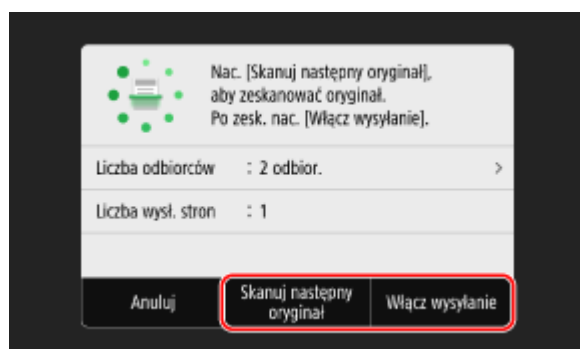 Nac. [Skanuj następny oryginał],
aby zeskanować oryginał.
Po zesk. nac. [Włącz wysyłanie].
Liczba odbiorców : 2 odbior. >
Liczba wysł. stron : 1
Anuluj
Skanuj następny
oryginał
Włącz wysyłanie